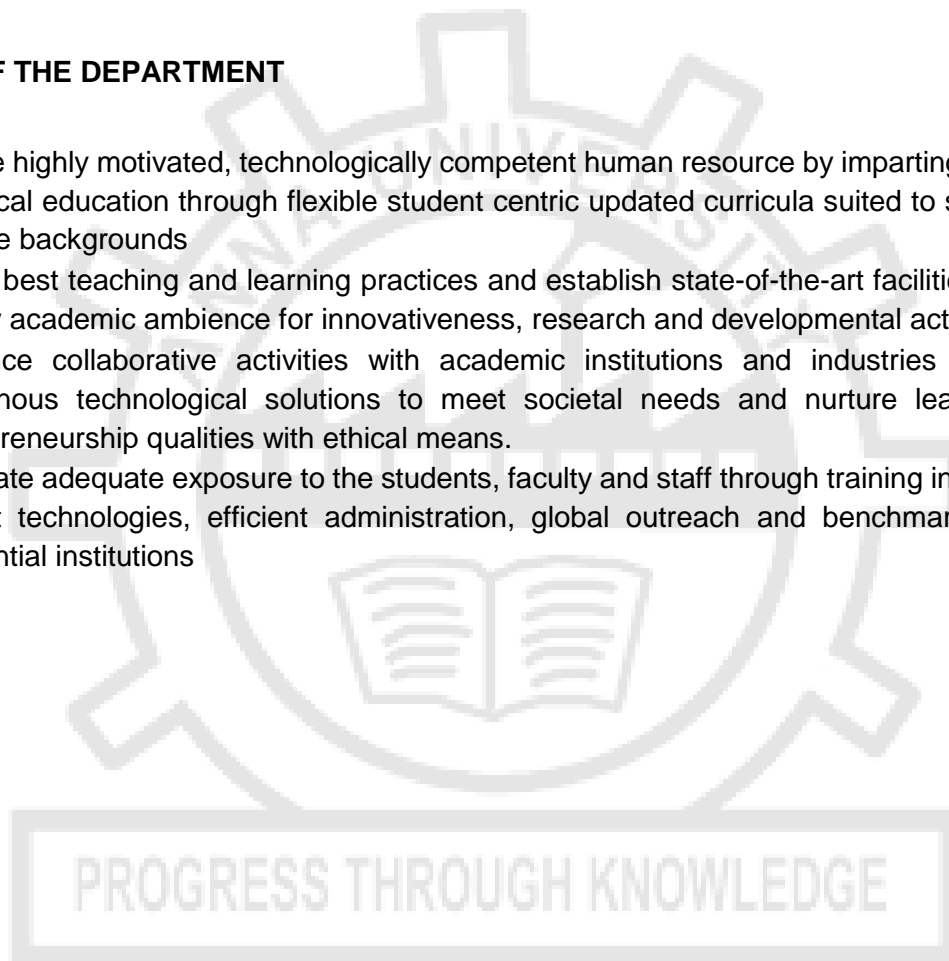 F THE DEPARTMENT
e highly motivated, technologically competent human resource by imparting
cal education through flexible student centric updated curricula suited to s
e backgrounds
best teaching and learning practices and establish state-of-the-art faciliti
y academic ambience for innovativeness, research and developmental act
nce collaborative activities with academic institutions and industries
nous technological solutions to meet societal needs and nurture lea
reneurship qualities with ethical means.
ate adequate exposure to the students, faculty and staff through training in
t technologies, efficient administration, global outreach and benchmar
ntial institutions
ANNA UNIVERSITY
PROGRESS THROUGH KNOWLEDGE